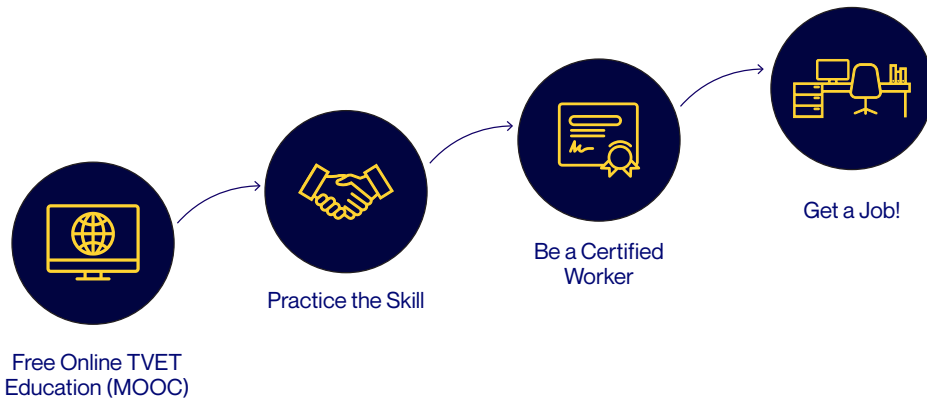 Free Online TVET
Education (MOOC)
Practice the Skill
Be a Certified
Worker
Get a Job!